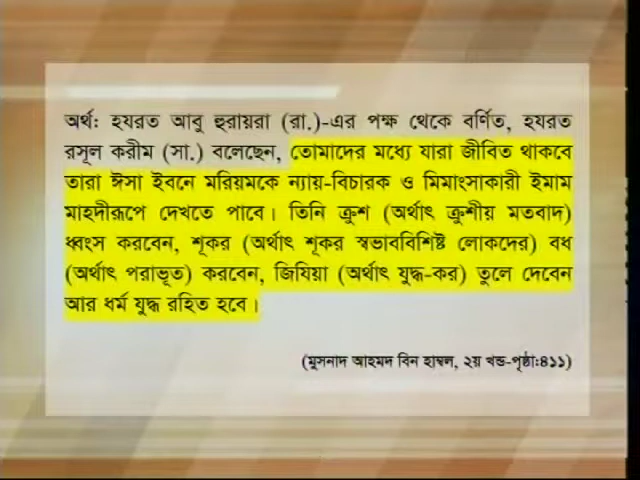 অর্থ: হযরত আবু হুরায়রা (রা.)-এর পক্ষ থেকে বর্ণিত, হযরত
রসূল করীম (সা.) বলেছেন, তোমাদের মধ্যে যারা জীবিত থাকবে
তারা ঈসা ইবনে মরিয়মকে ন্যায়-বিচারক ও মিমাংসাকারী ইমাম
মাহদীরূপে দেখতে পাবে। তিনি ক্রুশ (অর্থাৎ ক্রুশীয় মতবাদ)
ধ্বংস করবেন, শূকর (অর্থাৎ শূকর স্বভাববিশিষ্ট লোকদের) বধ
(অর্থাৎ পরাভূত) করবেন, জিযিয়া (অর্থাৎ যুদ্ধ-কর) তুলে দেবেন
আর ধর্ম যুদ্ধ রহিত হবে।
(মুসনাদ আহমদ বিন হাম্বল, ২য় খন্ড-পৃষ্ঠা:৪১১)